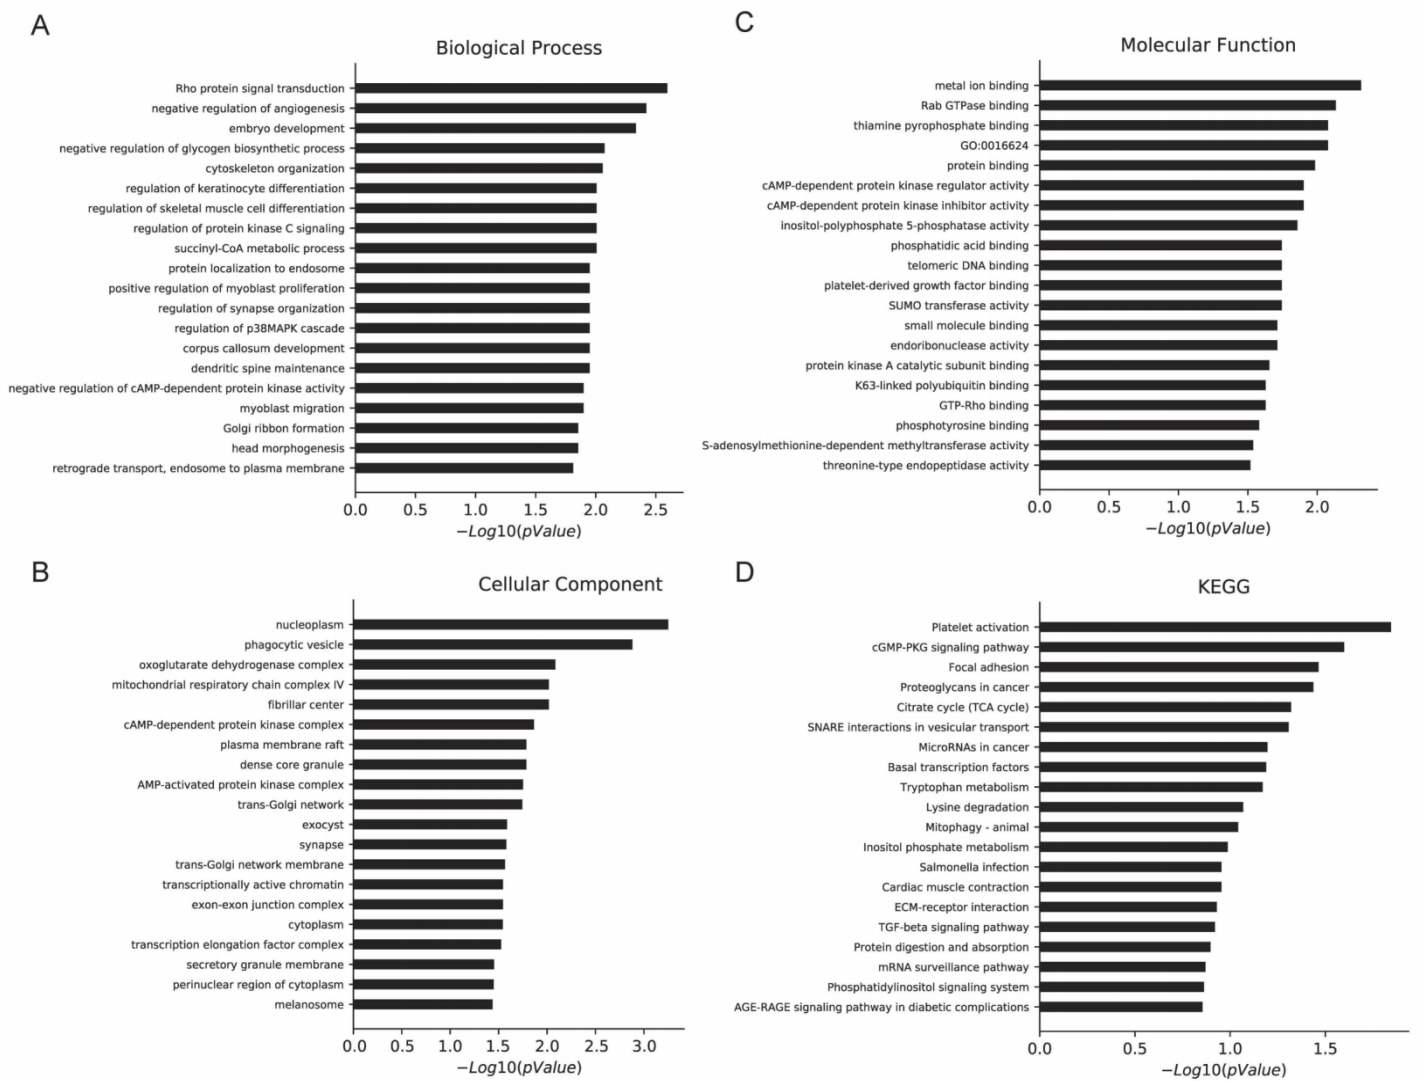 A
Biological Process
Rho protein signal transduction
negative regulation of angiogenesis
embryo development
negative regulation of glycogen biosynthetic process
cytoskeleton organization
regulation of keratinocyte differentiation
regulation of skeletal muscle cell differentiation
regulation of protein kinase C signaling
succinyl-CoA metabolic process
protein localization to endosome
positive regulation of myoblast proliferation
regulation of synapse organization
regulation of p38MAPK cascade
corpus callosum development
dendritic spine maintenance
negative regulation of cAMP-dependent protein kinase activity
myoblast migration
Golgi ribbon formation
head morphogenesis
retrograde transport, endosome to plasma membrane
0.0 0.5 1.0 1.5 2.0 2.5
−Log10(pValue)
B
Cellular Component
nucleoplasm
phagocytic vesicle
oxoglutarate dehydrogenase complex
mitochondrial respiratory chain complex IV
fibrillar center
cAMP-dependent protein kinase complex
plasma membrane raft
dense core granule
AMP-activated protein kinase complex
trans-Golgi network
exocyst
synapse
trans-Golgi network membrane
transcriptionally active chromatin
exon-exon junction complex
cytoplasm
transcription elongation factor complex
secretory granule membrane
perinuclear region of cytoplasm
melanosome
0.0 0.5 1.0 1.5 2.0 2.5 3.0
−Log10(pValue)
C
Molecular Function
metal ion binding
Rab GTPase binding
thiamine pyrophosphate binding
GO:0016624
protein binding
cAMP-dependent protein kinase regulator activity
cAMP-dependent protein kinase inhibitor activity
inositol-polyphosphate 5-phosphatase activity
phosphatidic acid binding
telomeric DNA binding
platelet-derived growth factor binding
SUMO transferase activity
small molecule binding
endoribonuclease activity
protein kinase A catalytic subunit binding
K63-linked polyubiquitin binding
GTP-Rho binding
phosphotyrosine binding
S-adenosylmethionine-dependent methyltransferase activity
threonine-type endopeptidase activity
0.0 0.5 1.0 1.5 2.0
−Log10(pValue)
D
KEGG
Platelet activation
cGMP-PKG signaling pathway
Focal adhesion
Proteoglycans in cancer
Citrate cycle (TCA cycle)
SNARE interactions in vesicular transport
MicroRNAs in cancer
Basal transcription factors
Tryptophan metabolism
Lysine degradation
Mitophagy - animal
Inositol phosphate metabolism
Salmonella infection
Cardiac muscle contraction
ECM-receptor interaction
TGF-beta signaling pathway
Protein digestion and absorption
mRNA surveillance pathway
Phosphatidylinositol signaling system
AGE-RAGE signaling pathway in diabetic complications
0.0 0.5 1.0 1.5
−Log10(pValue)